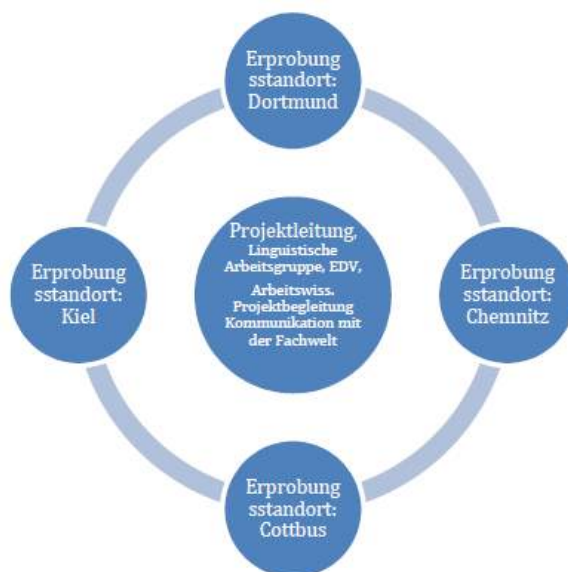 Erprobung
sstandort:
Dortmund
Projektleitung,
Linguistische
Arbeitsgruppe, EDV,
Arbeitswiss.
Projektbegleitung
Kommunikation mit
der Fachwelt
Erprobung
sstandort:
Kiel
Erprobung
sstandort:
Chemnitz
Erprobung
sstandort:
Cottbus